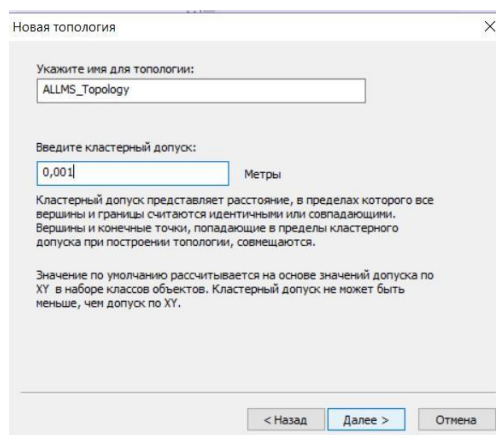 Новая топология
Укажите имя для топологии:
ALLMS_Topology
Введите кластерный допуск:
0,001
Метры
Кластерный допуск представляет расстояние, в пределах которого все
вершины и границы считаются идентичными или совпадающими.
Вершины и конечные точки, попадающие в пределы кластерного
допуска при построении топологии, совмещаются.
Значение по умолчанию рассчитывается на основе значений допуска по
XY в наборе классов объектов. Кластерный допуск не может быть
меньше, чем допуск по XY.
< Назад
Далее >
Отмена